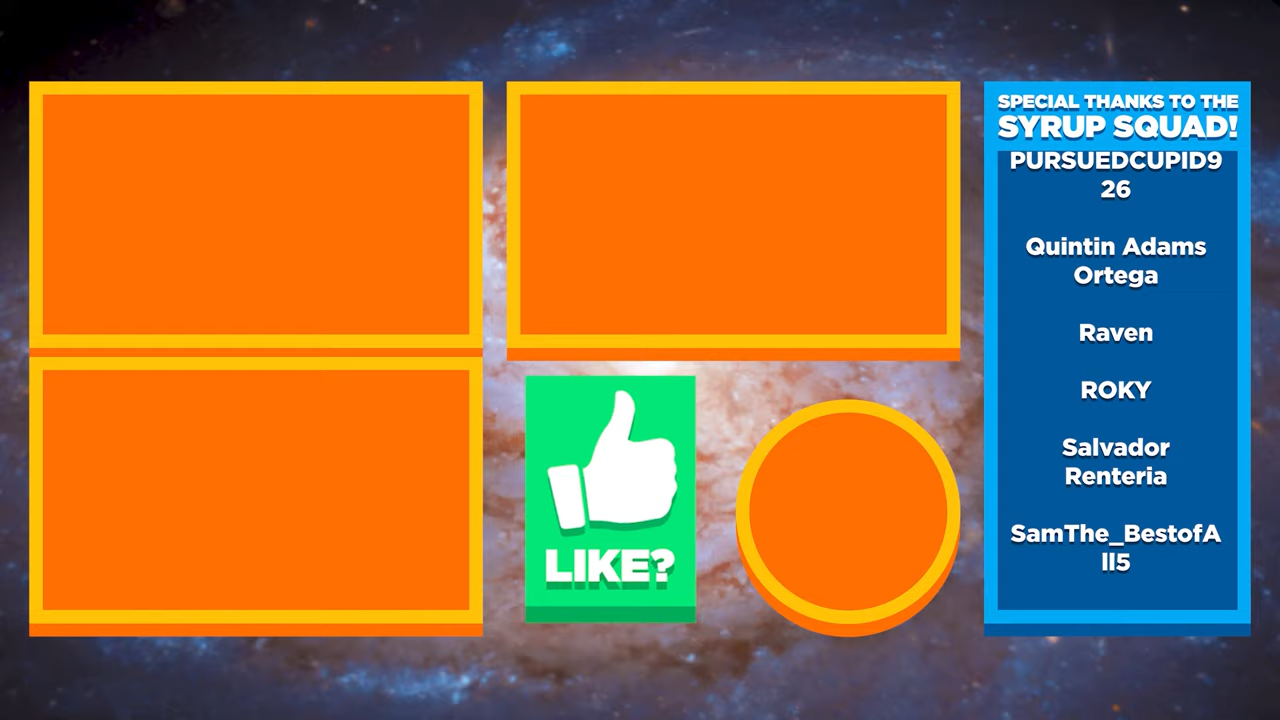 SPECIAL THANKS TO THE
SYRUP SQUAD!
PURSUEDCUPID9
26
Quintin Adams
Ortega
Raven
ROKY
Salvador
Renteria
SamThe_BestofA
ll5
LIKE?